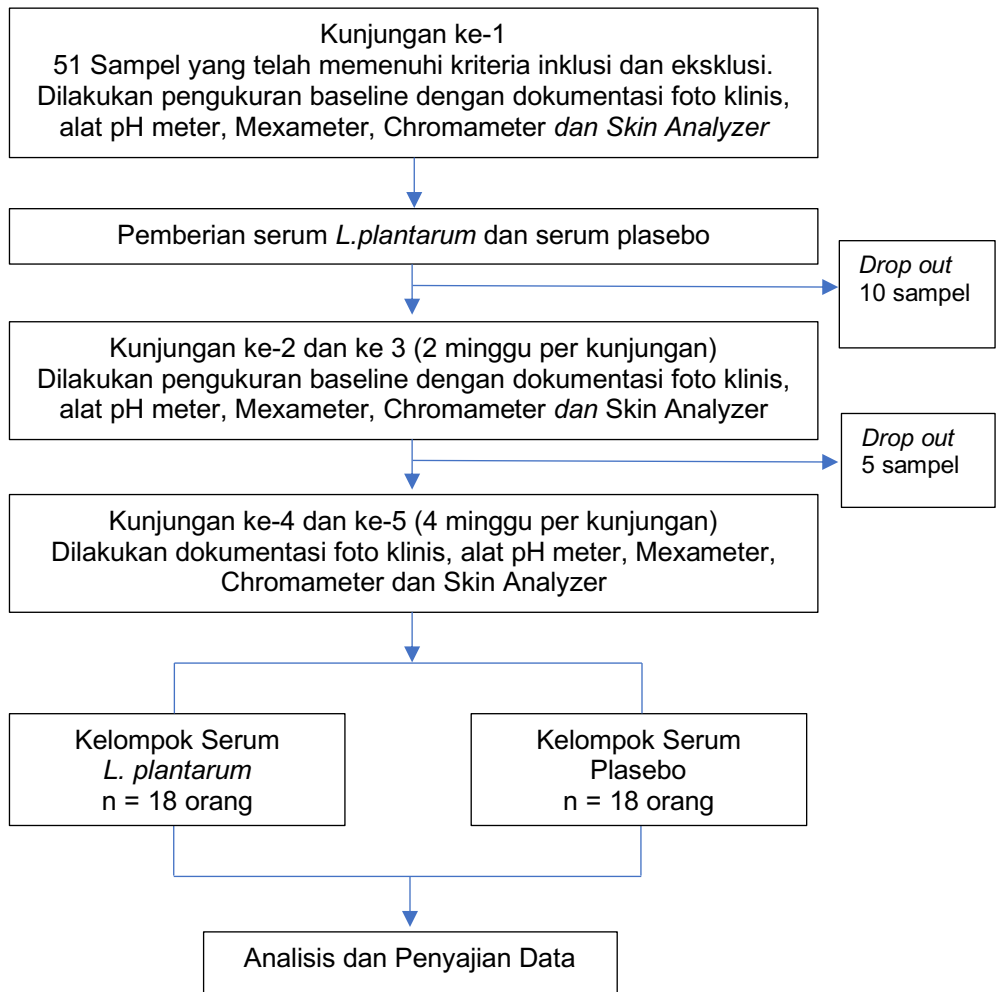 Kunjungan ke-1
51 Sampel yang telah memenuhi kriteria inklusi dan eksklusi.
Dilakukan pengukuran baseline dengan dokumentasi foto klinis,
alat pH meter, Mexameter, Chromameter dan Skin Analyzer
Pemberian serum L.plantarum dan serum plasebo
Drop out
10 sampel
Kunjungan ke-2 dan ke 3 (2 minggu per kunjungan)
Dilakukan pengukuran baseline dengan dokumentasi foto klinis,
alat pH meter, Mexameter, Chromameter dan Skin Analyzer
Drop out
5 sampel
Kunjungan ke-4 dan ke-5 (4 minggu per kunjungan)
Dilakukan dokumentasi foto klinis, alat pH meter, Mexameter,
Chromameter dan Skin Analyzer
Kelompok Serum
L. plantarum
n = 18 orang
Kelompok Serum
Plasebo
n = 18 orang
Analisis dan Penyajian Data